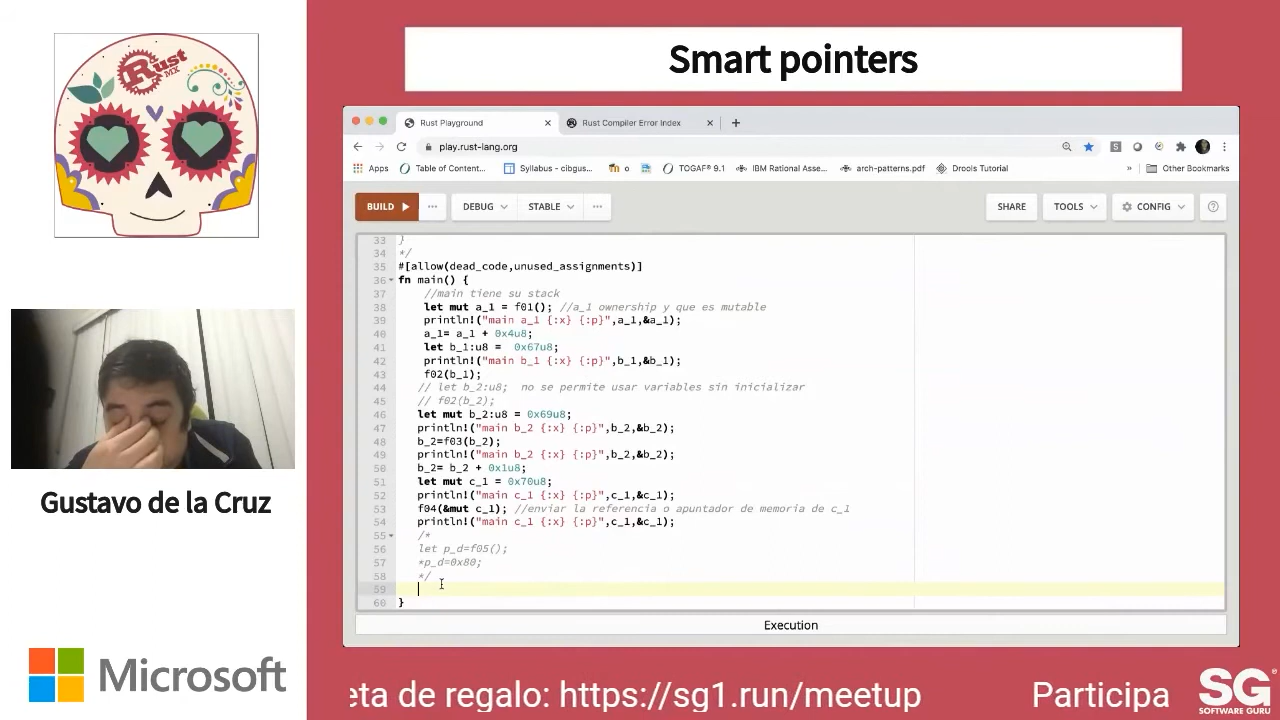 Smart pointers
Rust MX
Rust Playground
Rust Compiler Error Index
play.rust-lang.org
Apps
Table of Content...
Syllabus - cibgus...
TOGAF® 9.1
IBM Rational Asse...
arch-patterns.pdf
Drools Tutorial
»
Other Bookmarks
BUILD
DEBUG
STABLE
SHARE
TOOLS
CONFIG
33 }
34 */
35 #[allow(dead_code,unused_assignments)]
36 fn main() {
37 //main tiene su stack
38 let mut a_1 = f01(); //a_1 ownership y que es mutable
39 println!("main a_1 {:x} {:p}",a_1,&a_1);
40 a_1= a_1 + 0x4u8;
41 let b_1:u8 = 0x67u8;
42 println!("main b_1 {:x} {:p}",b_1,&b_1);
43 f02(b_1);
44 // let b_2:u8; no se permite usar variables sin inicializar
45 // f02(b_2);
46 let mut b_2:u8 = 0x69u8;
47 println!("main b_2 {:x} {:p}",b_2,&b_2);
48 b_2=f03(b_2);
49 println!("main b_2 {:x} {:p}",b_2,&b_2);
50 b_2= b_2 + 0x1u8;
51 let mut c_1 = 0x70u8;
52 println!("main c_1 {:x} {:p}",c_1,&c_1);
53 f04(&mut c_1); //enviar la referencia o apuntador de memoria de c_1
54 println!("main c_1 {:x} {:p}",c_1,&c_1);
55 /*
56 let p_d=f05();
57 *p_d=0x80;
58 */
59
60 }
Execution
Gustavo de la Cruz
Microsoft
eta de regalo: https://sg1.run/meetup
Participa
SG
SOFTWARE GURU